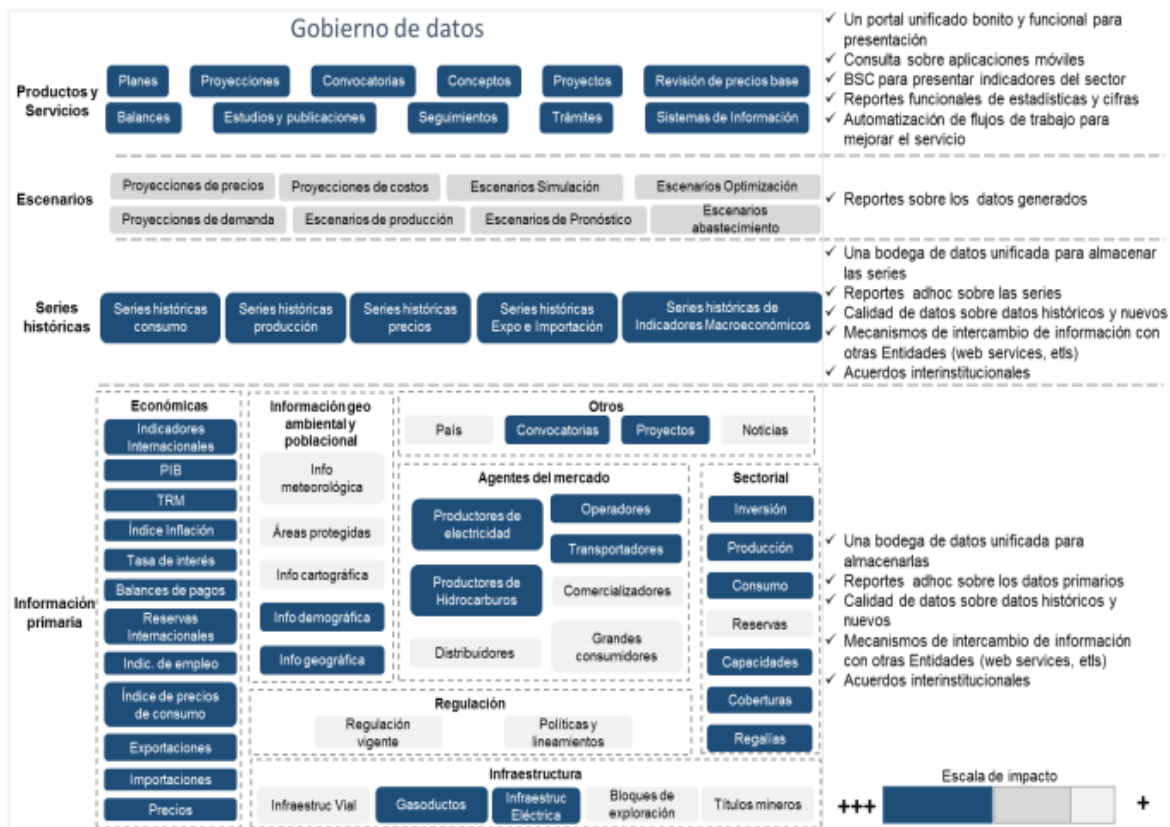 Gobierno de datos
Productos y
Servicios
Planes
Proyecciones
Convocatorias
Conceptos
Proyectos
Revisión de precios base
Balances
Estudios y publicaciones
Seguimientos
Trámites
Sistemas de Información
✓ Un portal unificado bonito y funcional para
presentación
✓ Consulta sobre aplicaciones móviles
✓ BSC para presentar indicadores del sector
✓ Reportes funcionales de estadísticas y cifras
✓ Automatización de flujos de trabajo para
mejorar el servicio
Escenarios
Proyecciones de precios
Proyecciones de costos
Escenarios Simulación
Escenarios Optimización
Proyecciones de demanda
Escenarios de producción
Escenarios de Pronóstico
Escenarios
abastecimiento
✓ Reportes sobre los datos generados
Series
históricas
Series históricas
consumo
Series históricas
producción
Series históricas
precios
Series históricas
Expo e Importación
Series históricas de
Indicadores Macroeconómicos
✓ Una bodega de datos unificada para almacenar
las series
✓ Reportes adhoc sobre las series
✓ Calidad de datos sobre datos históricos y nuevos
✓ Mecanismos de intercambio de información con
otras Entidades (web services, etls)
✓ Acuerdos interinstitucionales
Información
primaria
Económicas
Indicadores
Internacionales
PIB
TRM
Índice Inflación
Tasa de interés
Balances de pagos
Reservas
Internacionales
Indic. de empleo
Índice de precios
de consumo
Exportaciones
Importaciones
Precios
Información geo
ambiental y
poblacional
Info
meteorológica
Áreas protegidas
Info cartográfica
Info demográfica
Info geográfica
Otros
País
Convocatorias
Proyectos
Noticias
Agentes del mercado
Productores de
electricidad
Operadores
Transportadores
Productores de
Hidrocarburos
Comercializadores
Distribuidores
Grandes
consumidores
Sectorial
Inversión
Producción
Consumo
Reservas
Capacidades
Coberturas
Regalías
Regulación
Regulación
vigente
Políticas y
lineamientos
Infraestructura
Infraestruc Vial
Gasoductos
Infraestruc
Eléctrica
Bloques de
exploración
Títulos mineros
✓ Una bodega de datos unificada para
almacenarlas
✓ Reportes adhoc sobre los datos primarios
✓ Calidad de datos sobre datos históricos y
nuevos
✓ Mecanismos de intercambio de información
con otras Entidades (web services, etls)
✓ Acuerdos interinstitucionales
Escala de impacto
+++
+